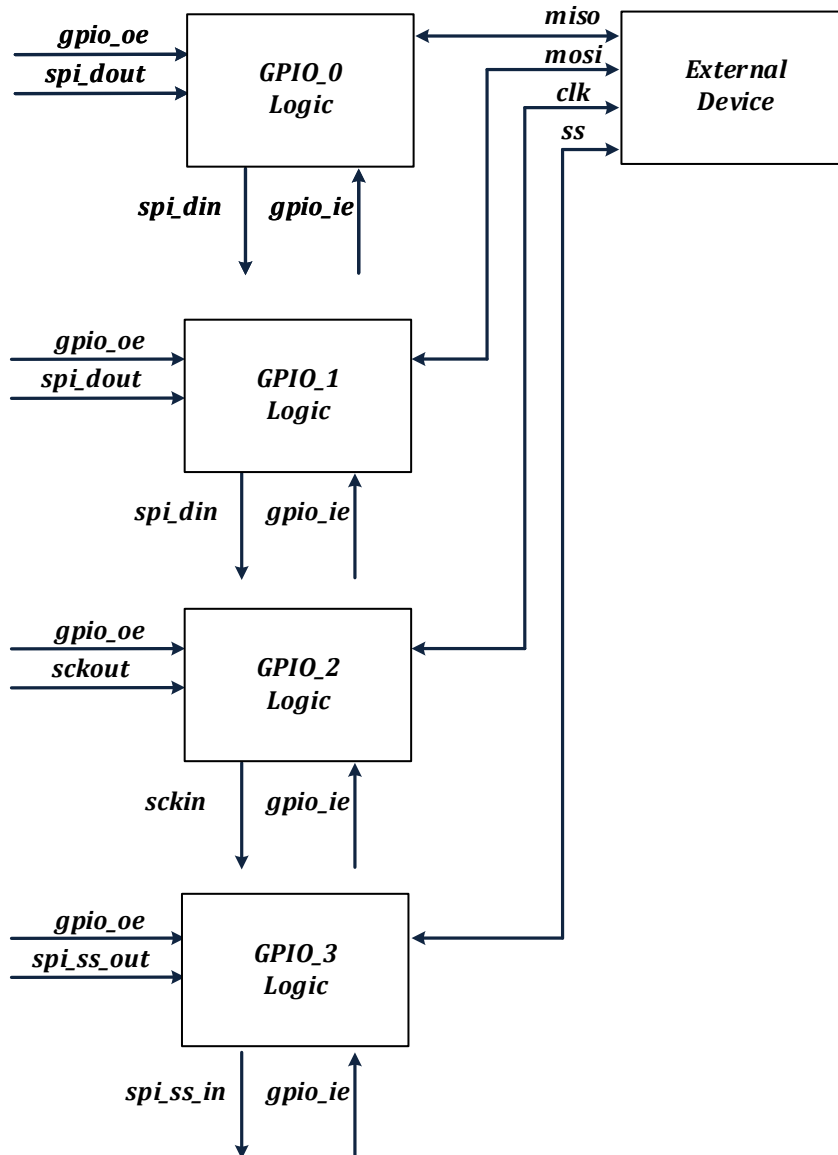 gpio_oe
spi_dout
GPIO_0
Logic
miso
mosi
clk
ss
External
Device
spi_din
gpio_ie
gpio_oe
spi_dout
GPIO_1
Logic
spi_din
gpio_ie
gpio_oe
sckout
GPIO_2
Logic
sckin
gpio_ie
gpio_oe
spi_ss_out
GPIO_3
Logic
spi_ss_in
gpio_ie